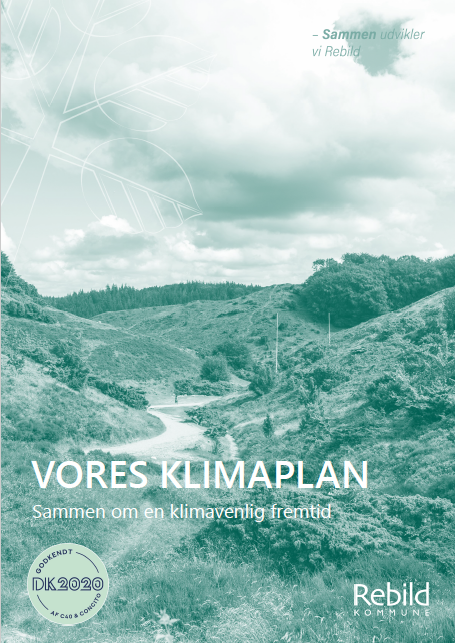 – Sammen udvikler
vi Rebild
VORES KLIMAPLAN
Sammen om en klimavenlig fremtid
GODKENDT
DK2020
AF C40 & CONCITO
Rebild
KOMMUNE